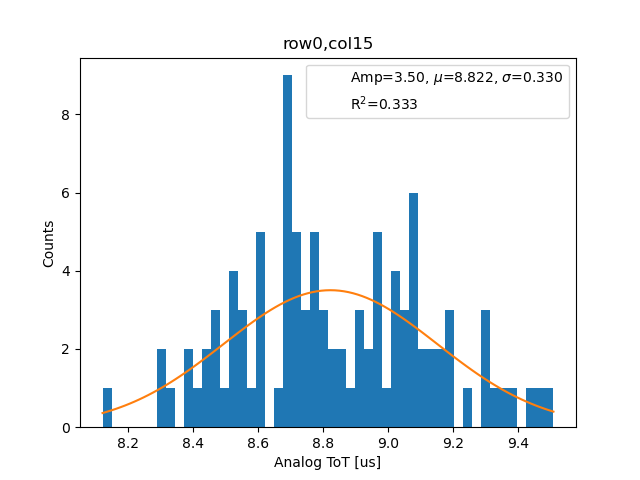 row0,col15
Amp=3.50, μ=8.822, σ=0.330
R²=0.333
Counts
8
6
4
2
0
8.2 8.4 8.6 8.8 9.0 9.2 9.4
Analog ToT [us]